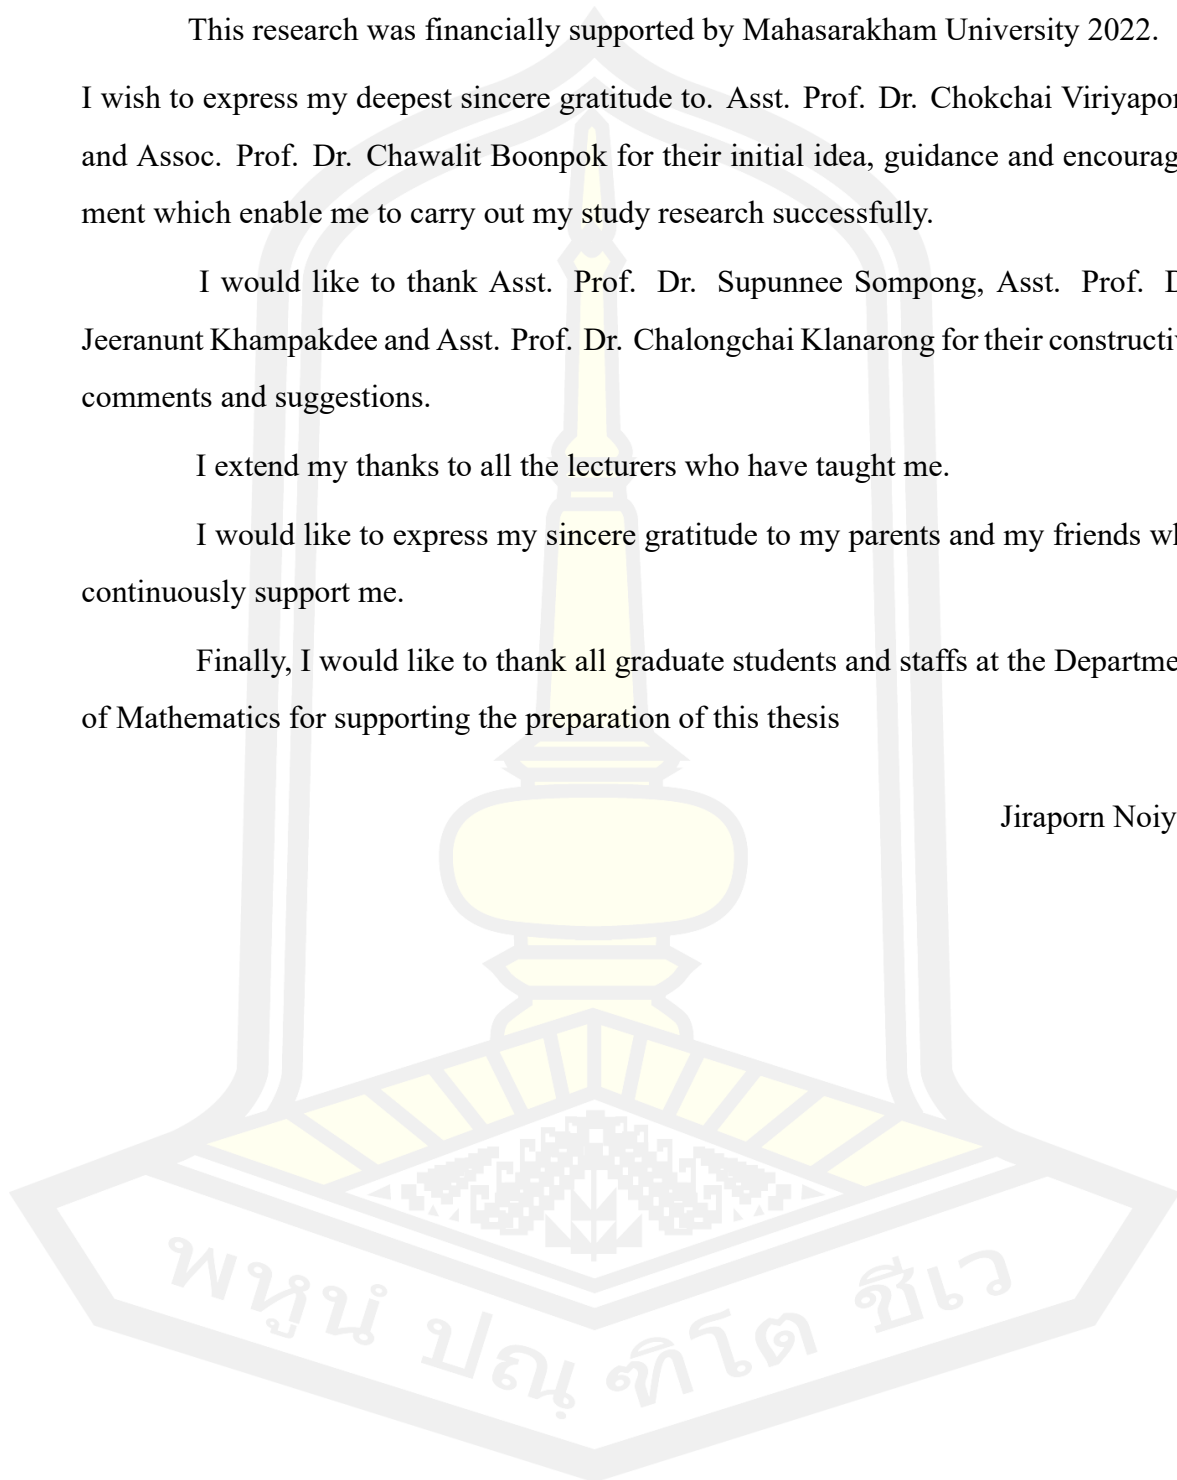 This research was financially supported by Mahasarakham University 2022.
I wish to express my deepest sincere gratitude to. Asst. Prof. Dr. Chokchai Viriyapon
and Assoc. Prof. Dr. Chawalit Boonpok for their initial idea, guidance and encourag
ment which enable me to carry out my study research successfully.
I would like to thank Asst. Prof. Dr. Supunnee Sompong, Asst. Prof. D
Jeeranunt Khampakdee and Asst. Prof. Dr. Chalongchai Klanarong for their constructiv
comments and suggestions.
I extend my thanks to all the lecturers who have taught me.
I would like to express my sincere gratitude to my parents and my friends wh
continuously support me.
Finally, I would like to thank all graduate students and staffs at the Departme
of Mathematics for supporting the preparation of this thesis
Jiraporn Noiy
พหูนํ ปณฺฑิโต ชีเว